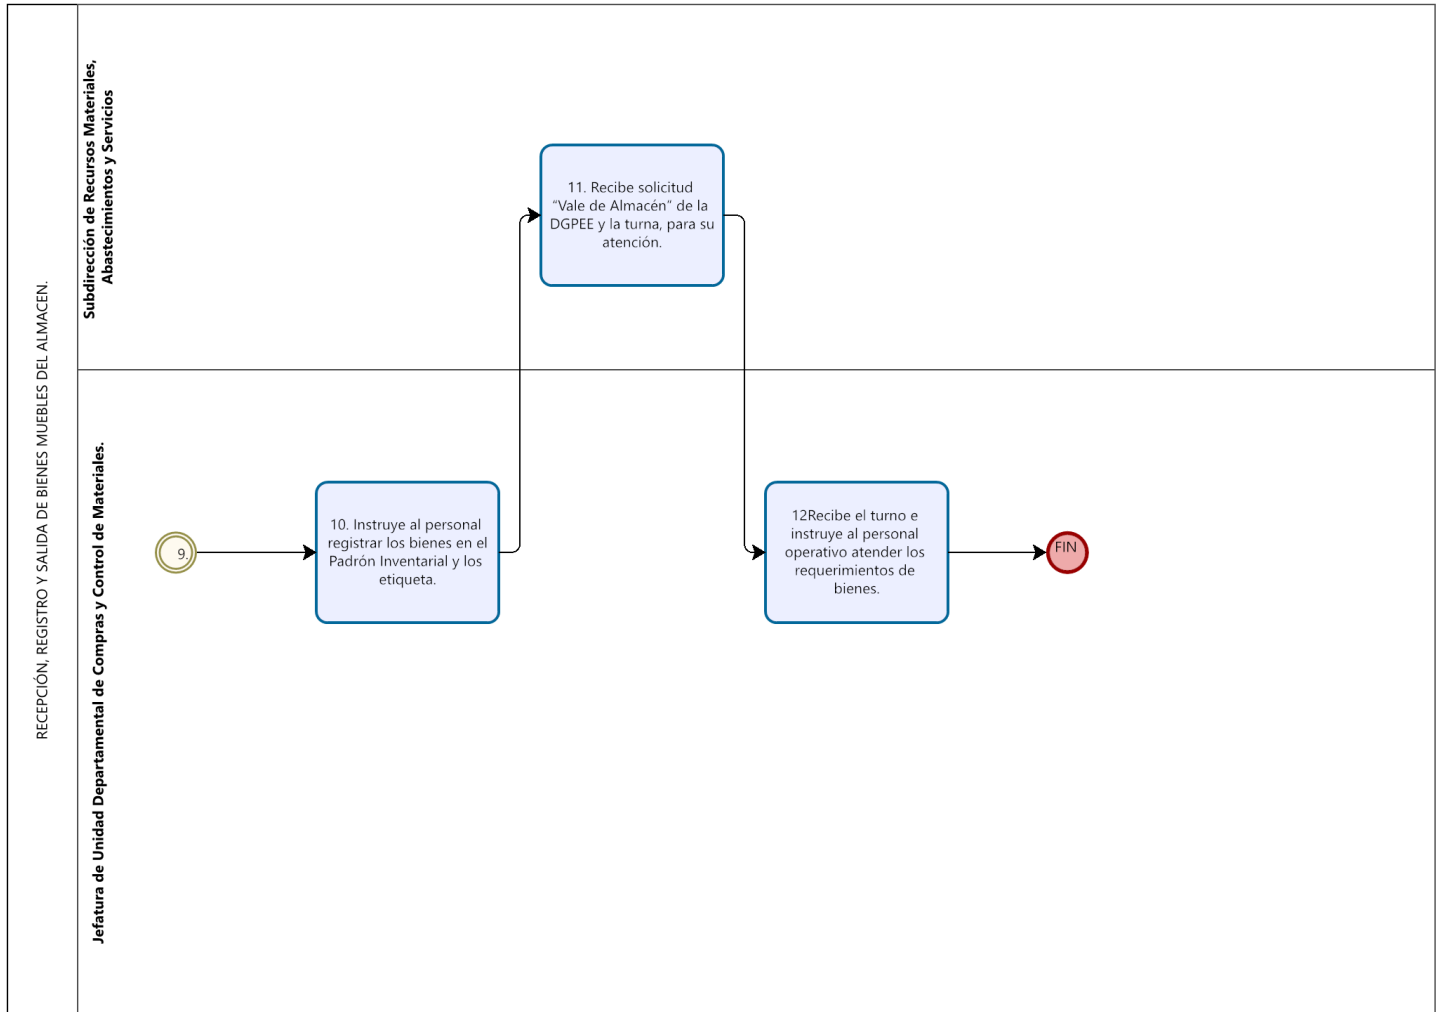 RECEPCIÓN, REGISTRO Y SALIDA DE BIENES MUEBLES DEL ALMACEN.
Subdirección de Recursos Materiales,
Abastecimientos y Servicios
11. Recibe solicitud
“Vale de Almacén” de la
DGPEE y la turna, para su
atención.
Jefatura de Unidad Departamental de Compras y Control de Materiales.
9.
10. Instruye al personal
registrar los bienes en el
Padrón Inventarial y los
etiqueta.
12Recibe el turno e
instruye al personal
operativo atender los
requerimientos de
bienes.
FIN